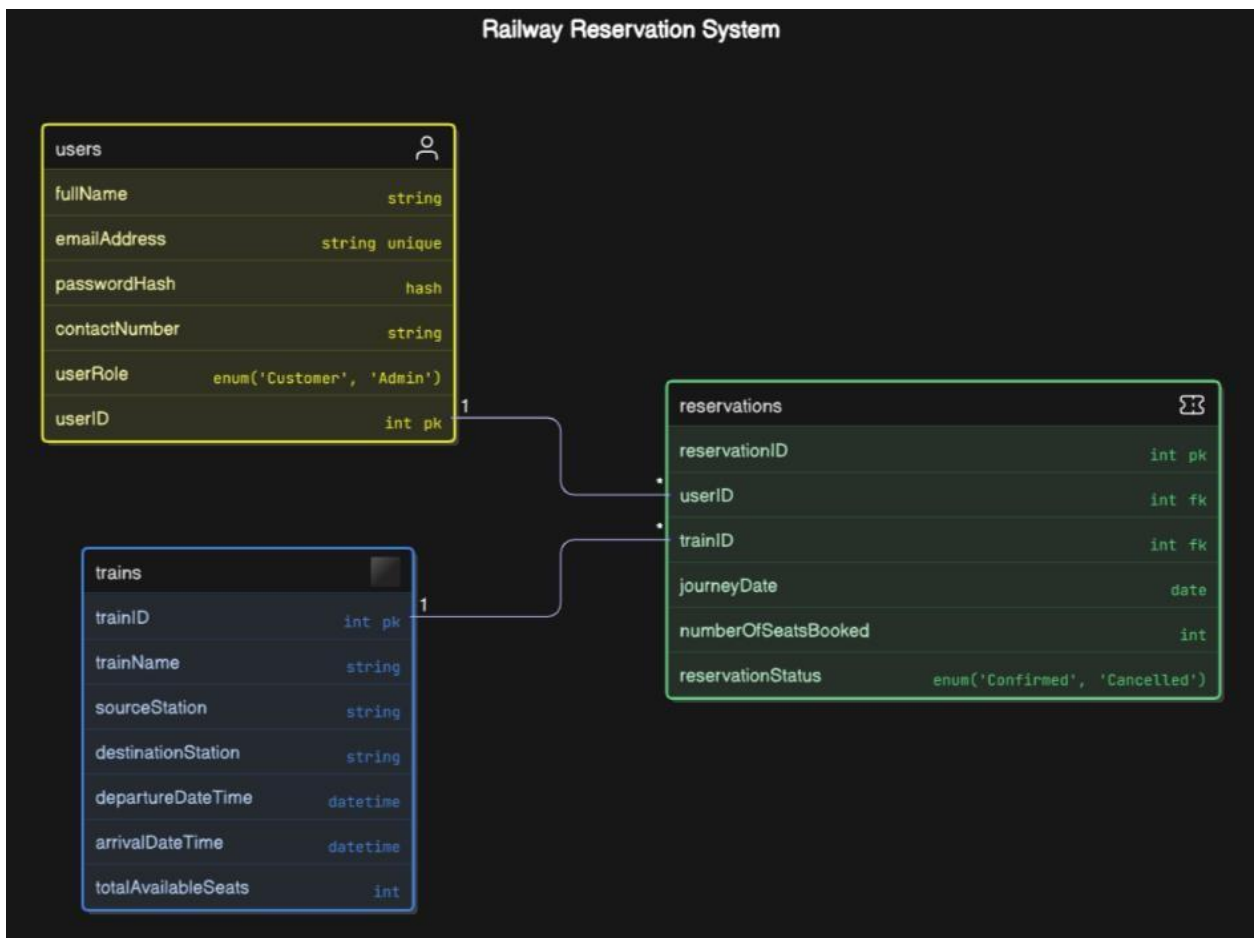 Railway Reservation System
users
fullName string
emailAddress string unique
passwordHash hash
contactNumber string
userRole enum('Customer', 'Admin')
userID int pk
1
reservations
reservationID int pk
* userID int fk
* trainID int fk
journeyDate date
numberOfSeatsBooked int
reservationStatus enum('Confirmed', 'Cancelled')
trains
trainID int pk
1
trainName string
sourceStation string
destinationStation string
departureDateTime datetime
arrivalDateTime datetime
totalAvailableSeats int